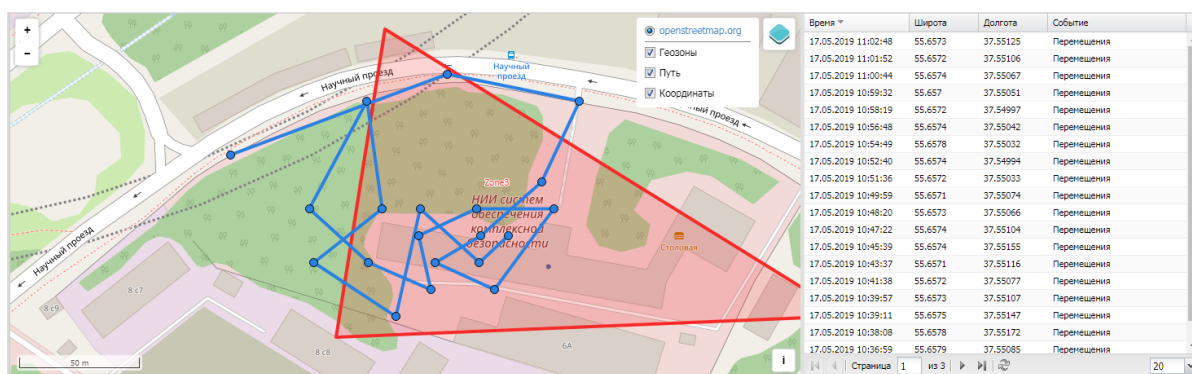 +
-
openstreetmap.org
Геозоны
Путь
Координаты
Научный
проезд
Научный проезд
Научный проезд
Научный проезд
Zone3
НИИ систем
обеспечения
комплексной
безопасности
Столовая
8 с7
8 с9
8 с8
6А
50 m
i
Время Широта Долгота Событие
17.05.2019 11:02:48 55.6573 37.55125 Перемещения
17.05.2019 11:01:52 55.6572 37.55106 Перемещения
17.05.2019 11:00:44 55.6574 37.55067 Перемещения
17.05.2019 10:59:32 55.657 37.55051 Перемещения
17.05.2019 10:58:19 55.6572 37.54997 Перемещения
17.05.2019 10:56:48 55.6574 37.55042 Перемещения
17.05.2019 10:54:49 55.6578 37.55032 Перемещения
17.05.2019 10:52:40 55.6574 37.54994 Перемещения
17.05.2019 10:51:36 55.6572 37.55033 Перемещения
17.05.2019 10:49:59 55.6571 37.55074 Перемещения
17.05.2019 10:48:20 55.6573 37.55066 Перемещения
17.05.2019 10:47:22 55.6574 37.55104 Перемещения
17.05.2019 10:45:39 55.6574 37.55155 Перемещения
17.05.2019 10:43:37 55.6571 37.55116 Перемещения
17.05.2019 10:41:38 55.6572 37.55077 Перемещения
17.05.2019 10:39:57 55.6573 37.55107 Перемещения
17.05.2019 10:39:11 55.6575 37.55147 Перемещения
17.05.2019 10:38:08 55.6578 37.55172 Перемещения
17.05.2019 10:36:59 55.6579 37.55085 Перемещения
Страница 1 из 3 20